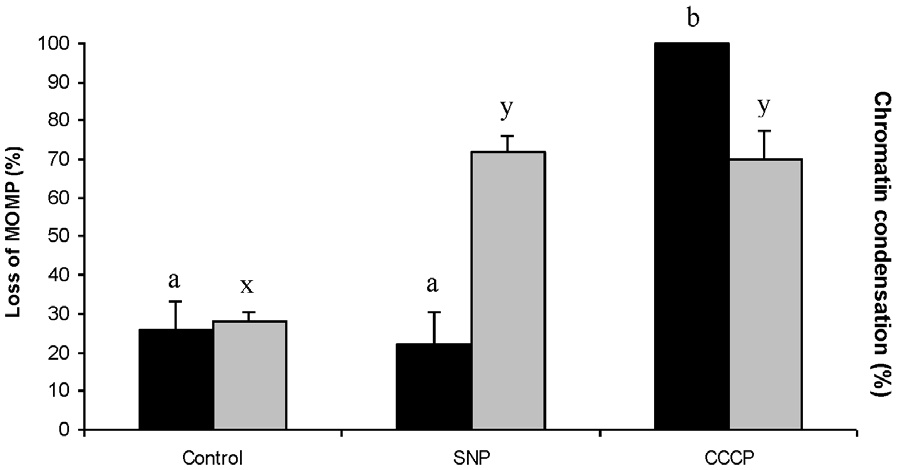 b
100
90
80
70
60
50
40
30
20
10
0
y
y
a
x
a
Loss of MOMP (%)
Chromatin condensation (%)
Control
SNP
CCCP